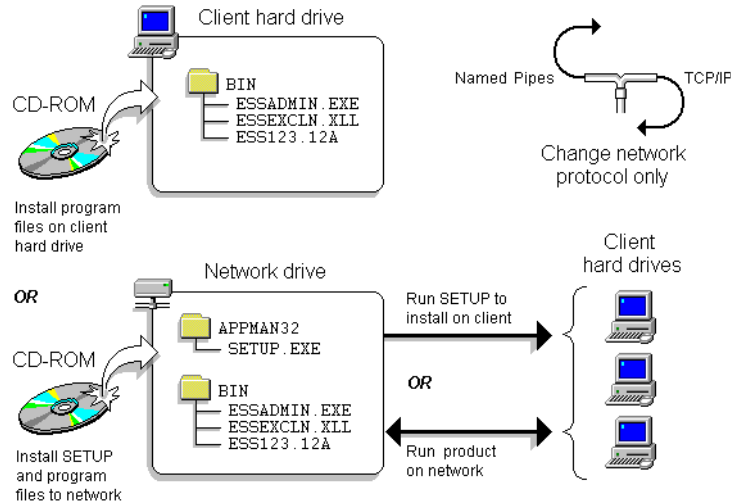 Client hard drive
BIN
ESSADMIN.EXE
ESSEXCLN.XLL
ESS123.12A
CD-ROM
Install program
files on client
hard drive
Named Pipes
TCP/IP
Change network
protocol only
OR
Network drive
APPMAN32
SETUP.EXE
BIN
ESSADMIN.EXE
ESSEXCLN.XLL
ESS123.12A
CD-ROM
Install SETUP
and program
files to network
Run SETUP to
install on client
OR
Run product
on network
Client
hard drives